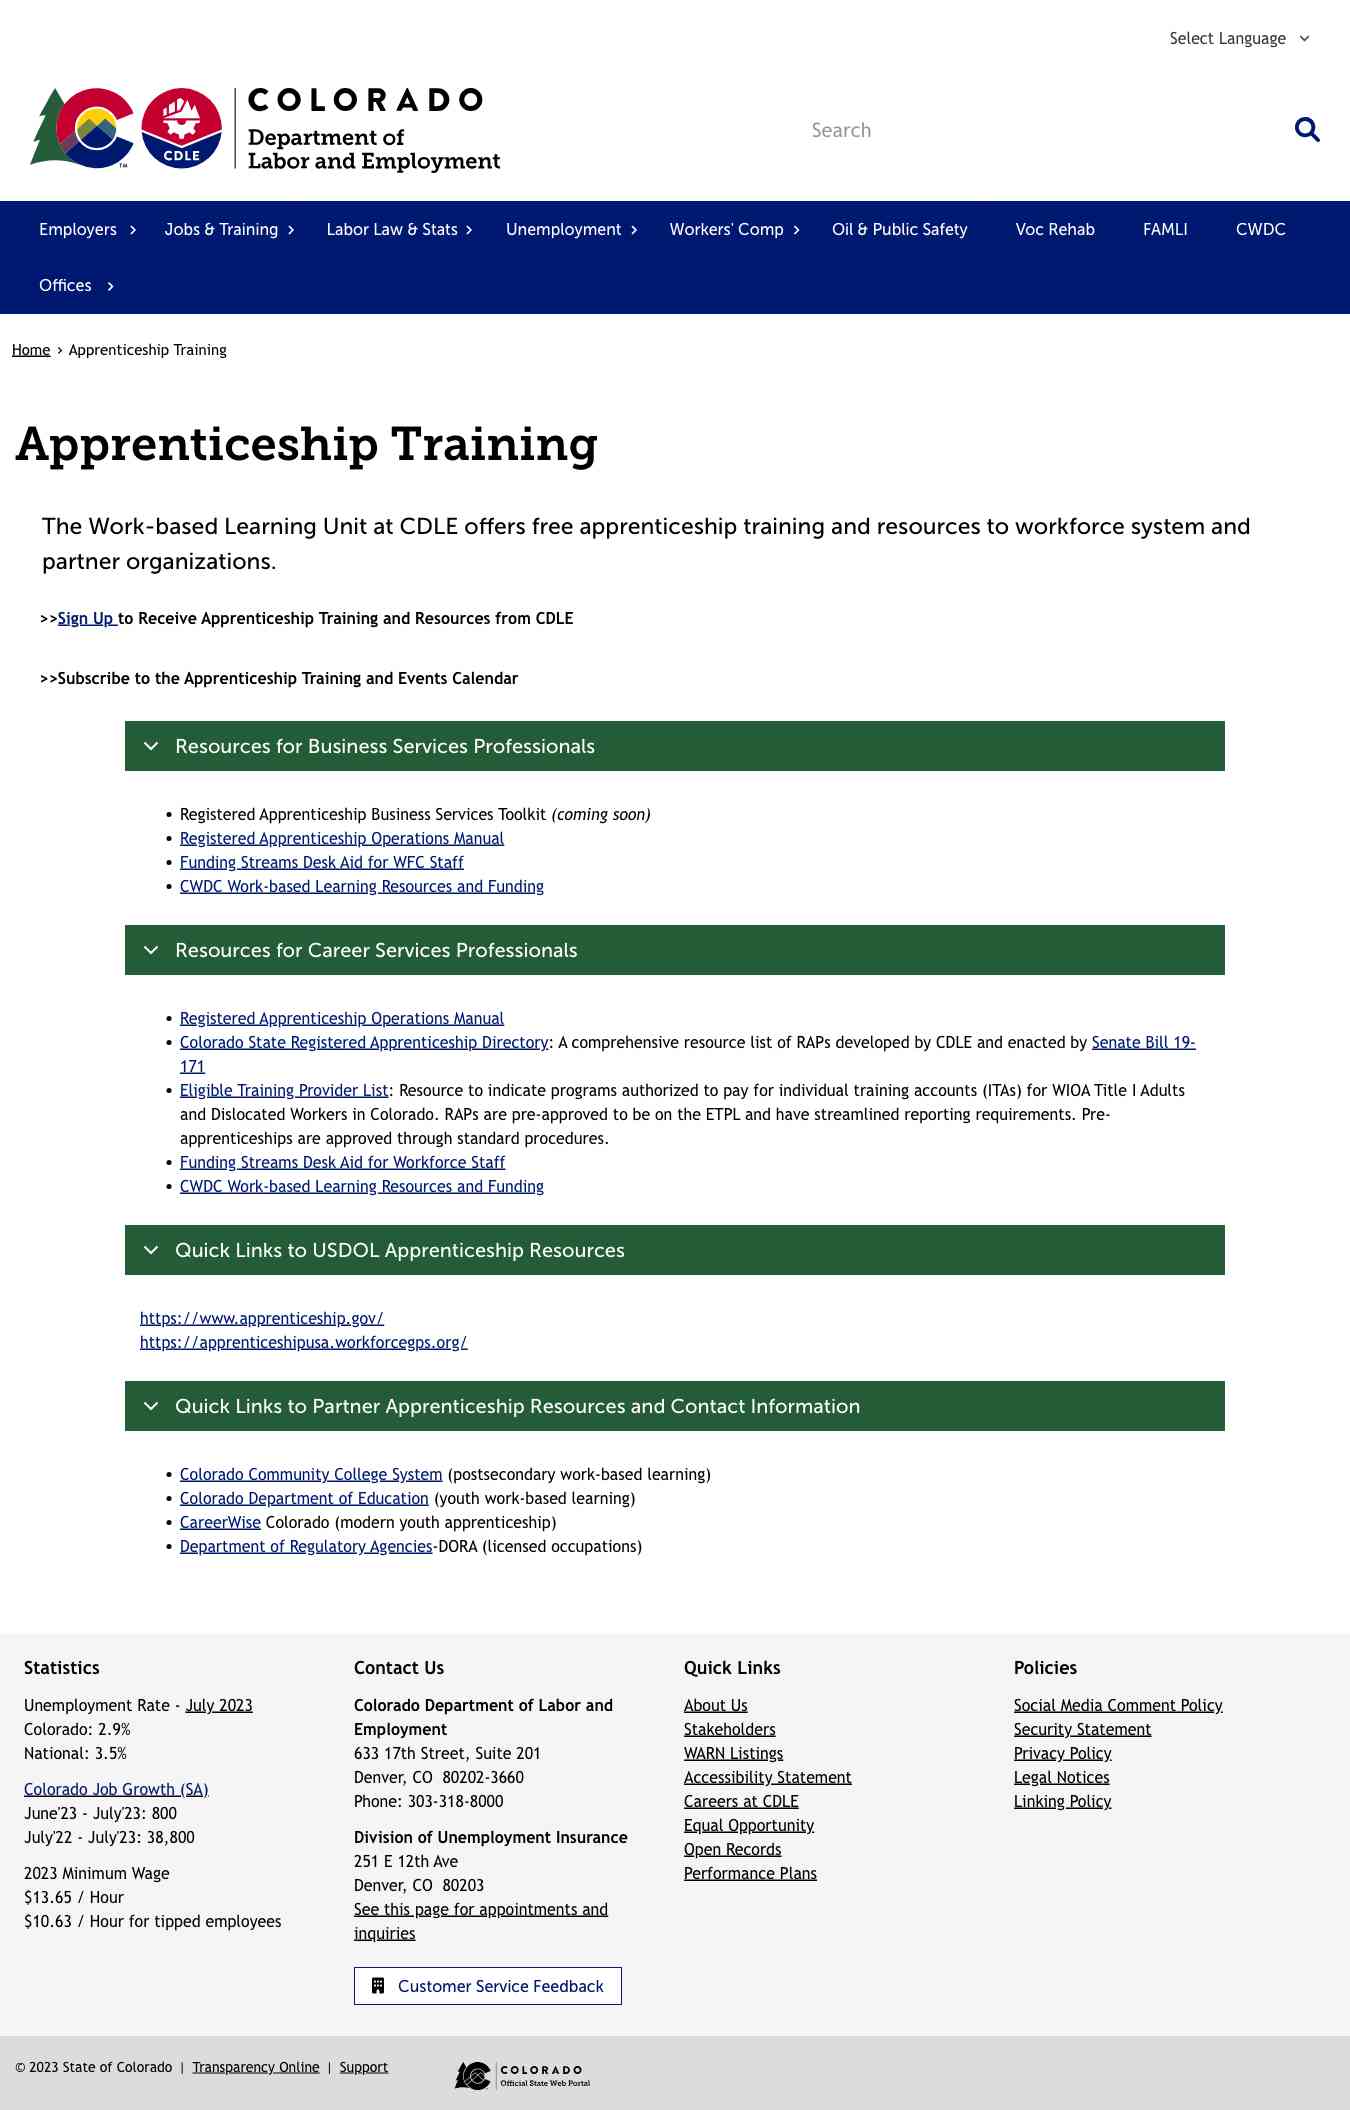 Select Language
COLORADO
Department of
Labor and Employment
CDLE
TM
Search
Employers
Jobs & Training
Labor Law & Stats
Unemployment
Workers' Comp
Oil & Public Safety
Voc Rehab
FAMLI
CWDC
Offices
Home › Apprenticeship Training
Apprenticeship Training
The Work-based Learning Unit at CDLE offers free apprenticeship training and resources to workforce system and
partner organizations.
>>Sign Up to Receive Apprenticeship Training and Resources from CDLE
>>Subscribe to the Apprenticeship Training and Events Calendar
Resources for Business Services Professionals
• Registered Apprenticeship Business Services Toolkit (coming soon)
• Registered Apprenticeship Operations Manual
• Funding Streams Desk Aid for WFC Staff
• CWDC Work-based Learning Resources and Funding
Resources for Career Services Professionals
• Registered Apprenticeship Operations Manual
• Colorado State Registered Apprenticeship Directory: A comprehensive resource list of RAPs developed by CDLE and enacted by Senate Bill 19-
171
• Eligible Training Provider List: Resource to indicate programs authorized to pay for individual training accounts (ITAs) for WIOA Title I Adults
and Dislocated Workers in Colorado. RAPs are pre-approved to be on the ETPL and have streamlined reporting requirements. Pre-
apprenticeships are approved through standard procedures.
• Funding Streams Desk Aid for Workforce Staff
• CWDC Work-based Learning Resources and Funding
Quick Links to USDOL Apprenticeship Resources
https://www.apprenticeship.gov/
https://apprenticeshipusa.workforcegps.org/
Quick Links to Partner Apprenticeship Resources and Contact Information
• Colorado Community College System (postsecondary work-based learning)
• Colorado Department of Education (youth work-based learning)
• CareerWise Colorado (modern youth apprenticeship)
• Department of Regulatory Agencies-DORA (licensed occupations)
Statistics
Unemployment Rate - July 2023
Colorado: 2.9%
National: 3.5%
Colorado Job Growth (SA)
June'23 - July'23: 800
July'22 - July'23: 38,800
2023 Minimum Wage
$13.65 / Hour
$10.63 / Hour for tipped employees
Contact Us
Colorado Department of Labor and
Employment
633 17th Street, Suite 201
Denver, CO 80202-3660
Phone: 303-318-8000
Division of Unemployment Insurance
251 E 12th Ave
Denver, CO 80203
See this page for appointments and
inquiries
Customer Service Feedback
Quick Links
About Us
Stakeholders
WARN Listings
Accessibility Statement
Careers at CDLE
Equal Opportunity
Open Records
Performance Plans
Policies
Social Media Comment Policy
Security Statement
Privacy Policy
Legal Notices
Linking Policy
© 2023 State of Colorado | Transparency Online | Support
COLORADO
Official State Web Portal